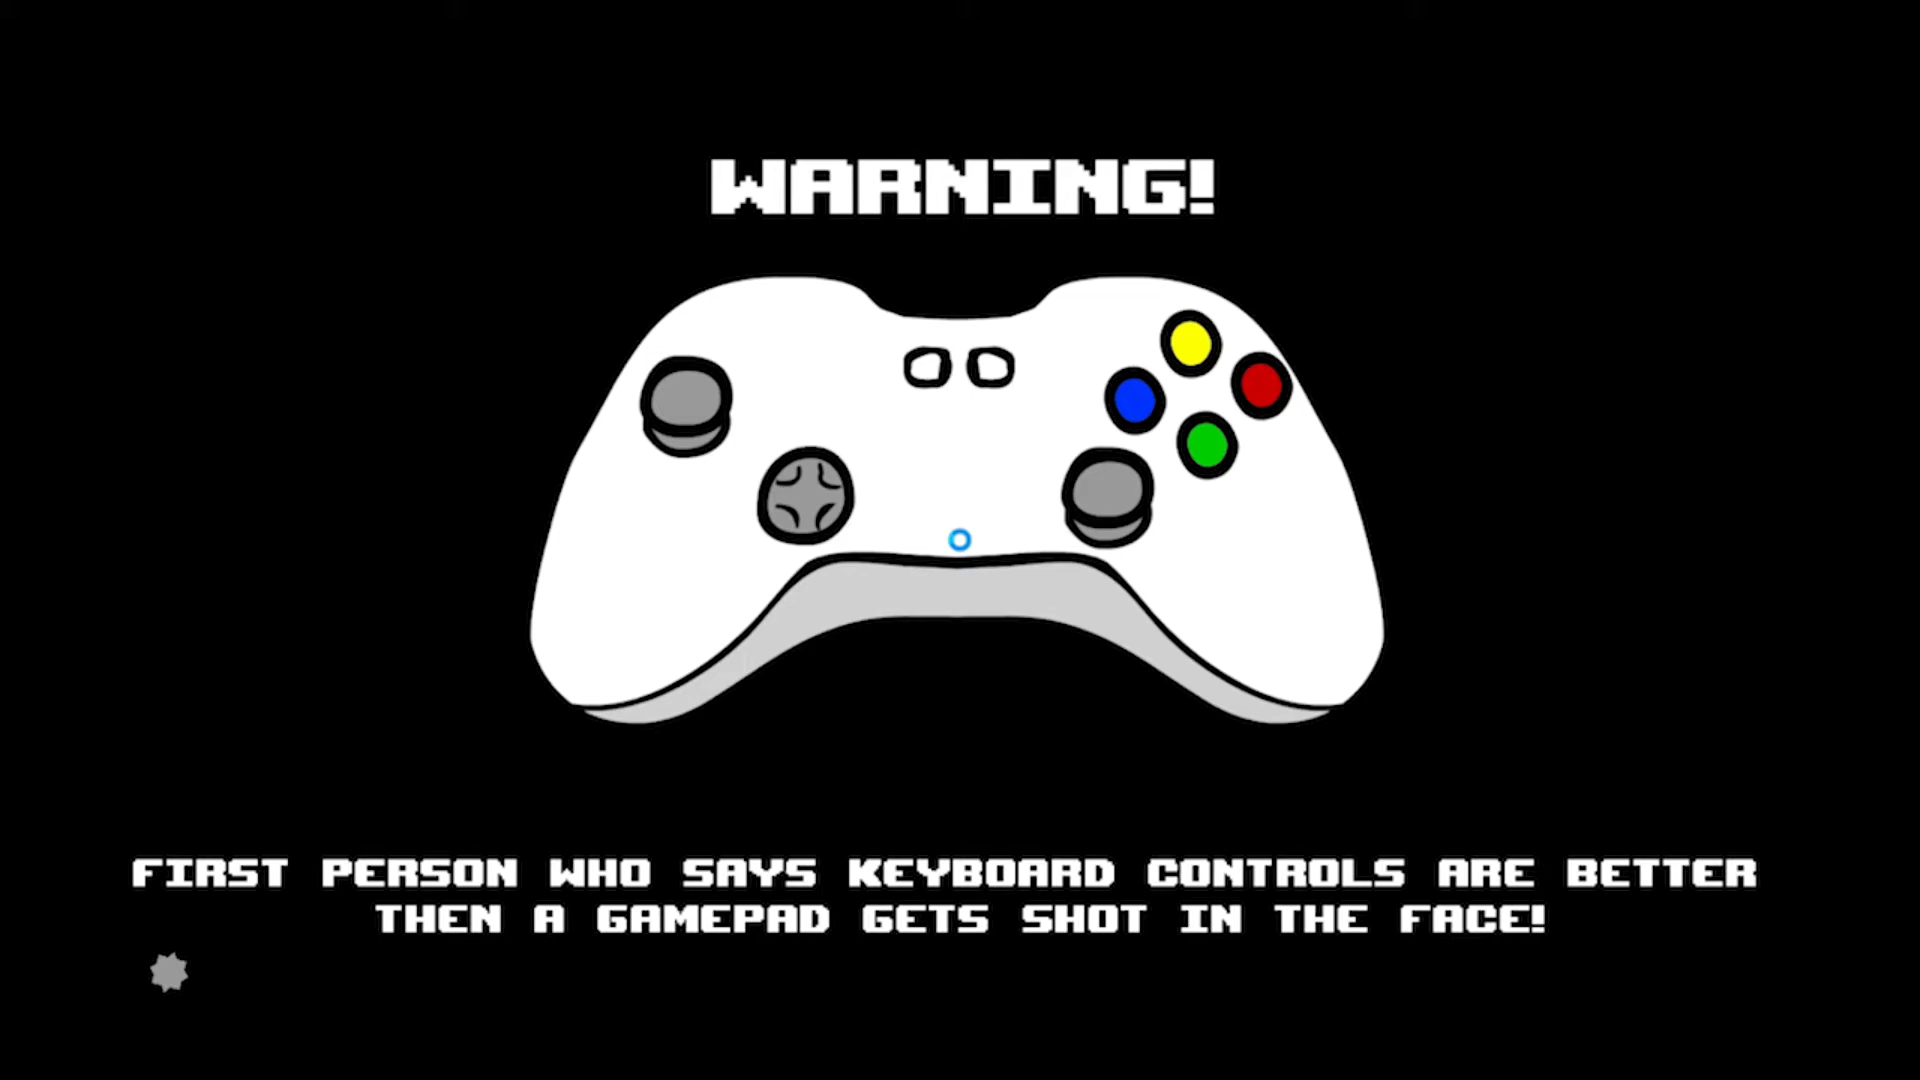 WARNING!
FIRST PERSON WHO SAYS KEYBOARD CONTROLS ARE BETTER
THEN A GAMEPAD GETS SHOT IN THE FACE!